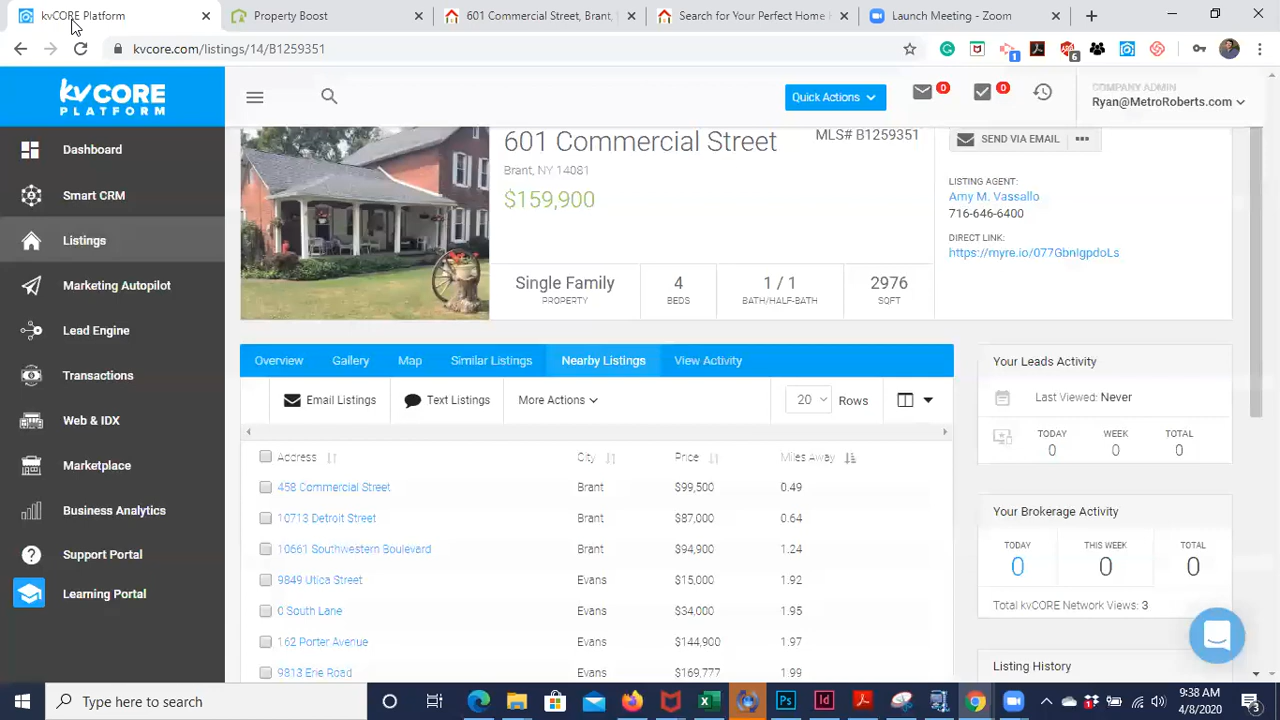 kvCORE Platform
Property Boost
601 Commercial Street, Brant,
Search for Your Perfect Home
Launch Meeting - Zoom
kvcore.com/listings/14/B1259351
1
6
kvCORE
PLATFORM
Quick Actions
0
0
COMPANY ADMIN
Ryan@MetroRoberts.com
Dashboard
Smart CRM
Listings
Marketing Autopilot
Lead Engine
Transactions
Web & IDX
Marketplace
Business Analytics
Support Portal
Learning Portal
601 Commercial Street
MLS# B1259351
Brant, NY 14081
$159,900
Single Family
PROPERTY
4
BEDS
1 / 1
BATH/HALF-BATH
2976
SQFT
SEND VIA EMAIL
LISTING AGENT:
Amy M. Vassallo
716-646-6400
DIRECT LINK:
https://myre.io/077GbnIgpdoLs
Overview
Gallery
Map
Similar Listings
Nearby Listings
View Activity
Email Listings
Text Listings
More Actions
20
Rows
Address City Price Miles Away
458 Commercial Street Brant $99,500 0.49
10713 Detroit Street Brant $87,000 0.64
10661 Southwestern Boulevard Brant $94,900 1.24
9849 Utica Street Evans $15,000 1.92
0 South Lane Evans $34,000 1.95
162 Porter Avenue Evans $144,900 1.97
9813 Erie Road Evans $169,777 1.99
Your Leads Activity
Last Viewed: Never
TODAY WEEK TOTAL
0 0 0
Your Brokerage Activity
TODAY THIS WEEK TOTAL
0 0 0
Total kvCORE Network Views: 3
Listing History
Type here to search
9:38 AM
4/8/2020
3